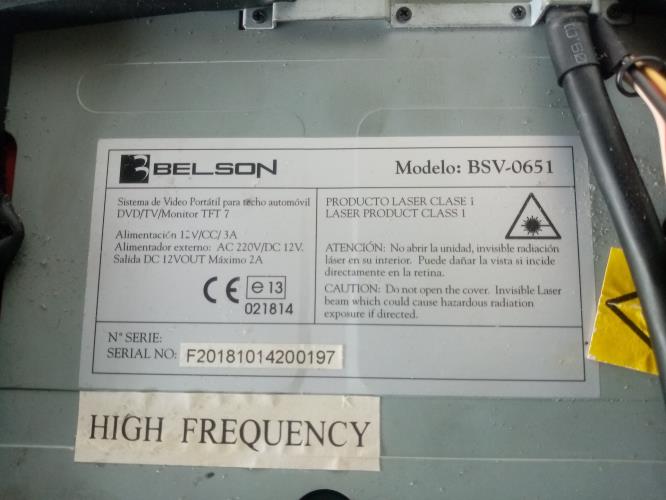 BELSON
Modelo: BSV-0651
Sistema de Video Portátil para techo automóvil
DVD/TV/Monitor TFT 7
Alimentación 12V/CC/3A
Alimentador externo: AC 220V/DC 12V.
Salida DC 12VOUT Máximo 2A
CE e 13
021814
PRODUCTO LASER CLASE 1
LASER PRODUCT CLASS 1
ATENCIÓN: No abrir la unidad, invisible radiación
láser en su interior. Puede dañar la vista si incide
directamente en la retina.
CAUTION: Do not open the cover. Invisible Laser
beam which could cause hazardous radiation
exposure if directed.
Nº SERIE:
SERIAL NO: F20181014200197
HIGH FREQUENCY